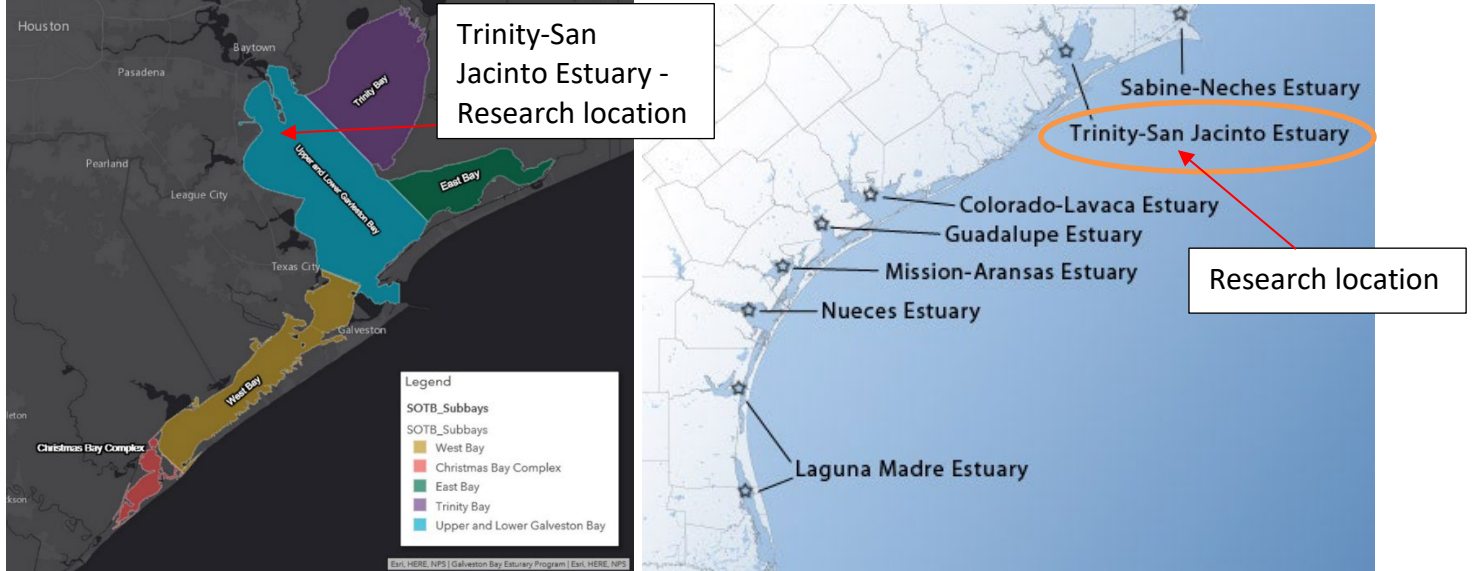 Houston
Baytown
Pasadena
Trinity Bay
Pearland
Upper and Lower Galveston Bay
League City
East Bay
Texas City
Galveston
West Bay
Christmas Bay Complex
Trinity-San
Jacinto Estuary -
Research location
Legend
SOTB_Subbays
SOTB_Subbays
West Bay
Christmas Bay Complex
East Bay
Trinity Bay
Upper and Lower Galveston Bay
Esri, HERE, NPS | Galveston Bay Esturary Program | Esri, HERE, NPS
Sabine-Neches Estuary
Trinity-San Jacinto Estuary
Colorado-Lavaca Estuary
Guadalupe Estuary
Mission-Aransas Estuary
Nueces Estuary
Laguna Madre Estuary
Research location